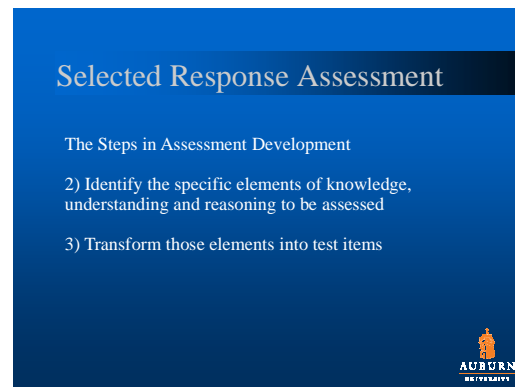 Selected Response Assessment
The Steps in Assessment Development
2) Identify the specific elements of knowledge,
understanding and reasoning to be assessed
3) Transform those elements into test items
AUBURN
UNIVERSITY